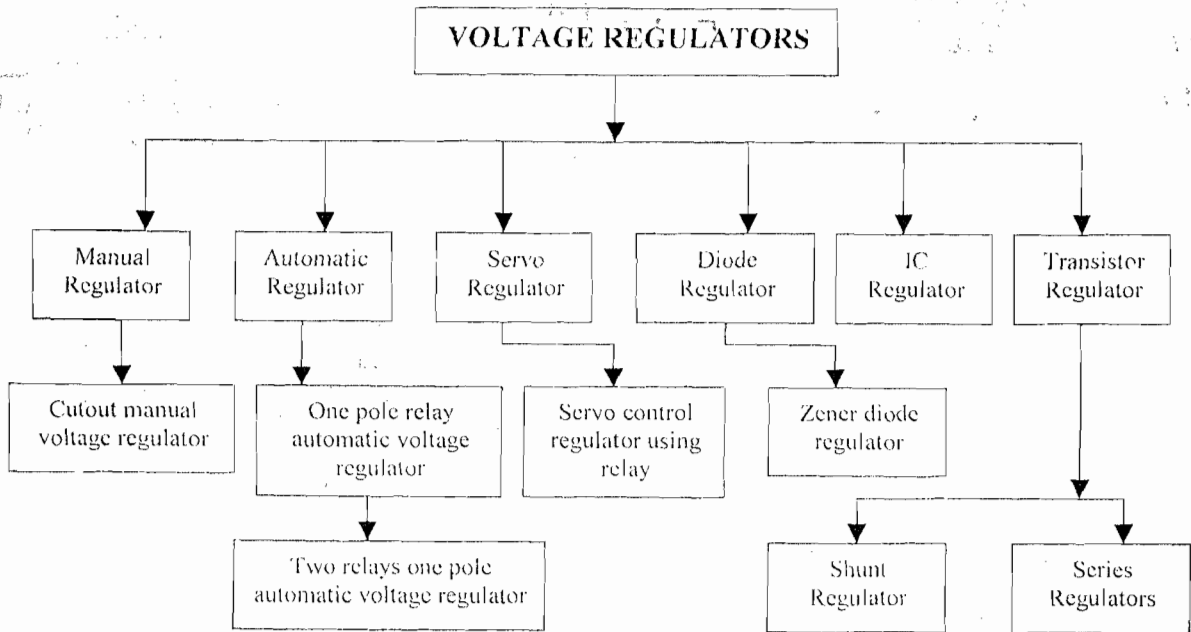 VOLTAGE REGULATORS
Manual
Regulator
Automatic
Regulator
Servo
Regulator
Diode
Regulator
IC
Regulator
Transistor
Regulator
Cutout manual
voltage regulator
One pole relay
automatic voltage
regulator
Servo control
regulator using
relay
Zener diode
regulator
Two relays one pole
automatic voltage regulator
Shunt
Regulator
Series
Regulators